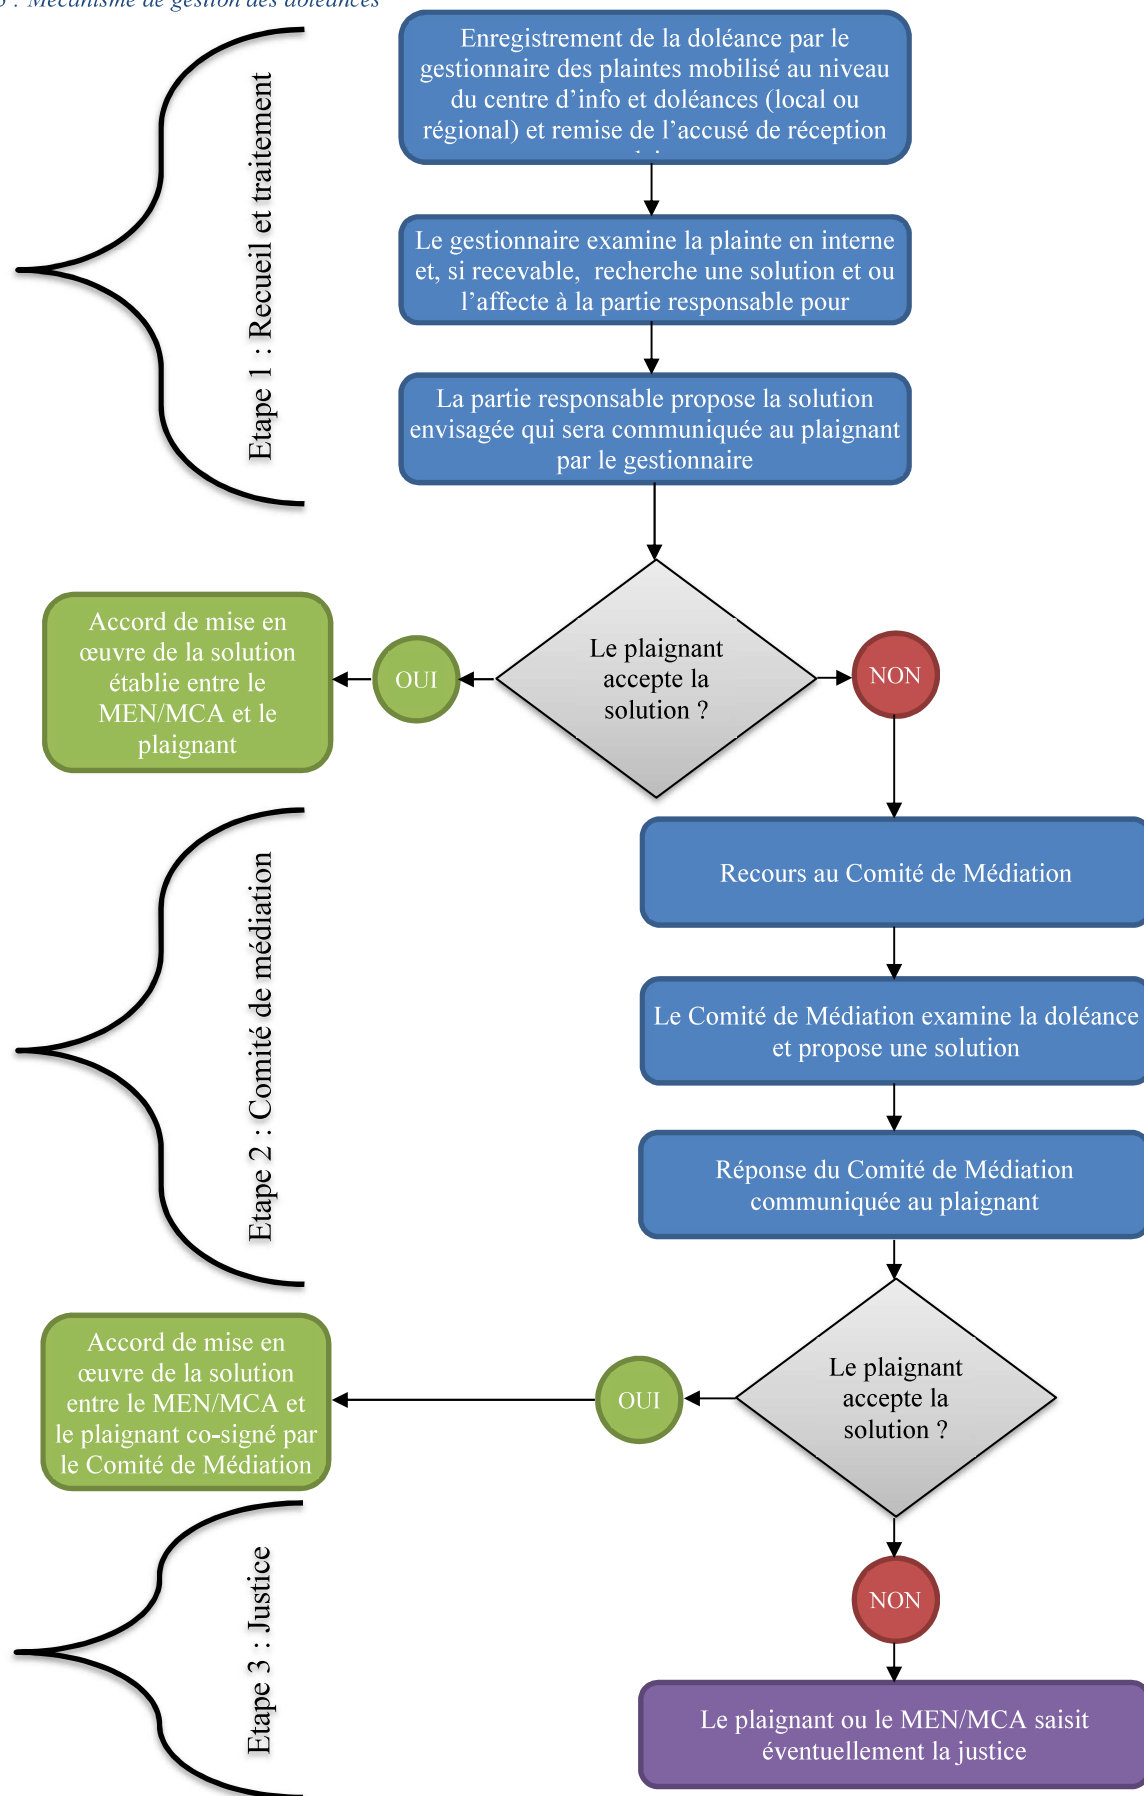 : Mécanisme de gestion des doléances
Enregistrement de la doléance par le
gestionnaire des plaintes mobilisé au niveau
du centre d’info et doléances (local ou
régional) et remise de l’accusé de réception
Etape 1 : Recueil et traitement
Le gestionnaire examine la plainte en interne
et, si recevable, recherche une solution et ou
l’affecte à la partie responsable pour
La partie responsable propose la solution
envisagée qui sera communiquée au plaignant
par le gestionnaire
Le plaignant
accepte la
solution ?
OUI
NON
Accord de mise en
œuvre de la solution
établie entre le
MEN/MCA et le
plaignant
Etape 2 : Comité de médiation
Recours au Comité de Médiation
Le Comité de Médiation examine la doléance
et propose une solution
Réponse du Comité de Médiation
communiquée au plaignant
Le plaignant
accepte la
solution ?
OUI
Accord de mise en
œuvre de la solution
entre le MEN/MCA et
le plaignant co-signé par
le Comité de Médiation
NON
Etape 3 : Justice
Le plaignant ou le MEN/MCA saisit
éventuellement la justice